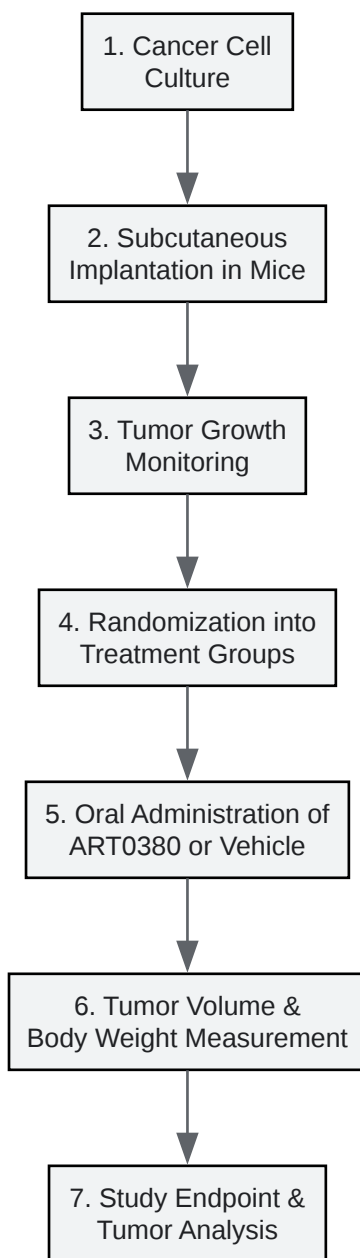 1. Cancer Cell
Culture
2. Subcutaneous
Implantation in Mice
3. Tumor Growth
Monitoring
4. Randomization into
Treatment Groups
5. Oral Administration of
ART0380 or Vehicle
6. Tumor Volume &
Body Weight Measurement
7. Study Endpoint &
Tumor Analysis